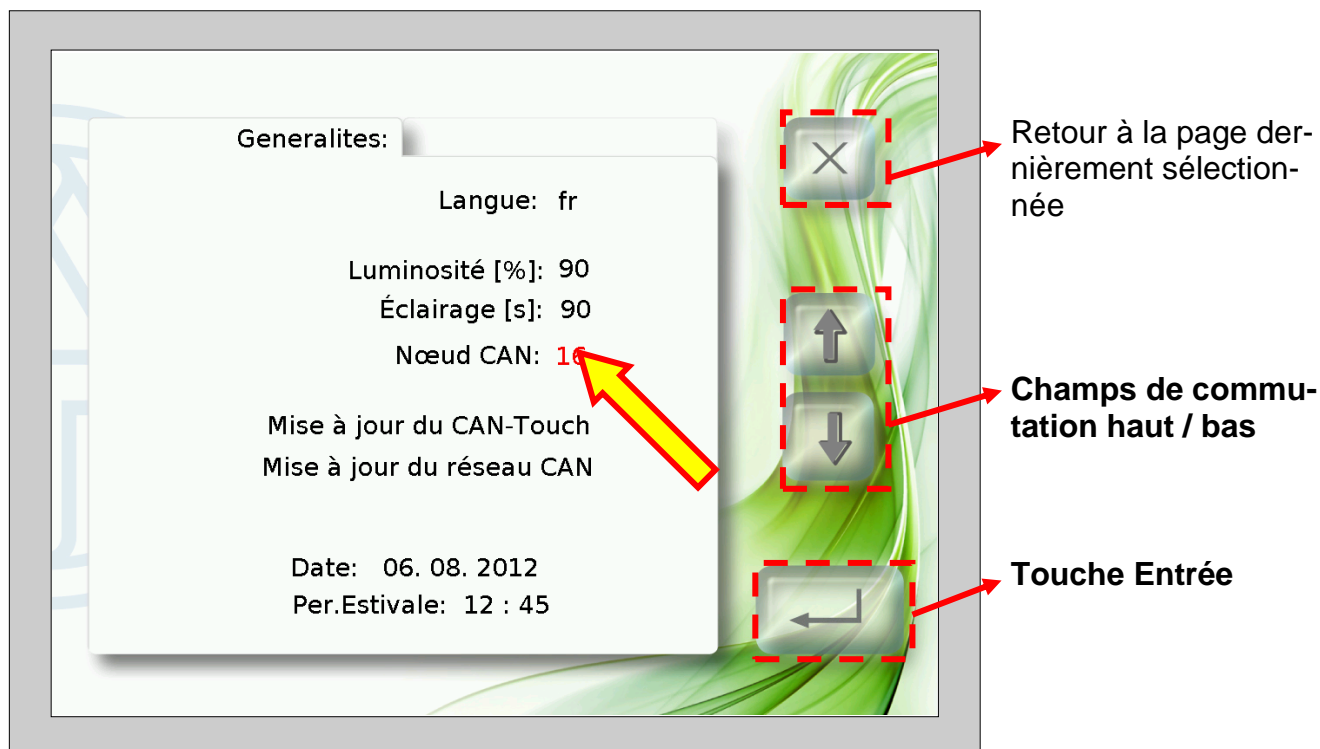 Generalites:
Langue: fr
Luminosité [%]: 90
Éclairage [s]: 90
Nœud CAN: 16
Mise à jour du CAN-Touch
Mise à jour du réseau CAN
Date: 06. 08. 2012
Per.Estivale: 12 : 45
Retour à la page der-
nièrement sélection-
née
Champs de commu-
tation haut / bas
Touche Entrée